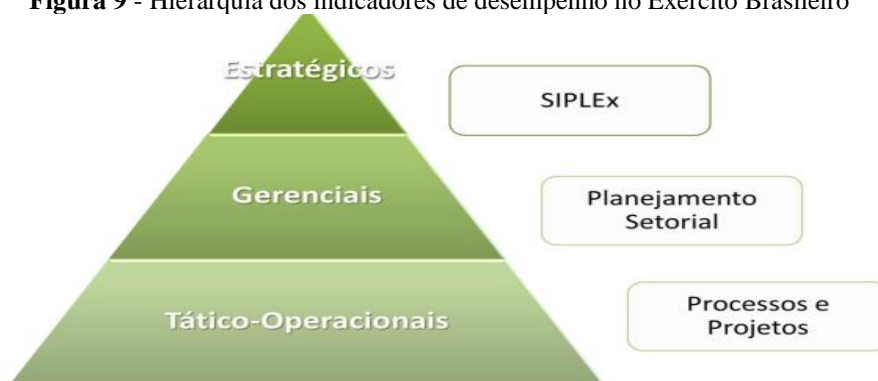 Figura 9 - Hierarquia dos indicadores de desempenho no Exército Brasileiro
Estratégicos
SIPLEx
Gerenciais
Planejamento
Setorial
Tático-Operacionais
Processos e
Projetos